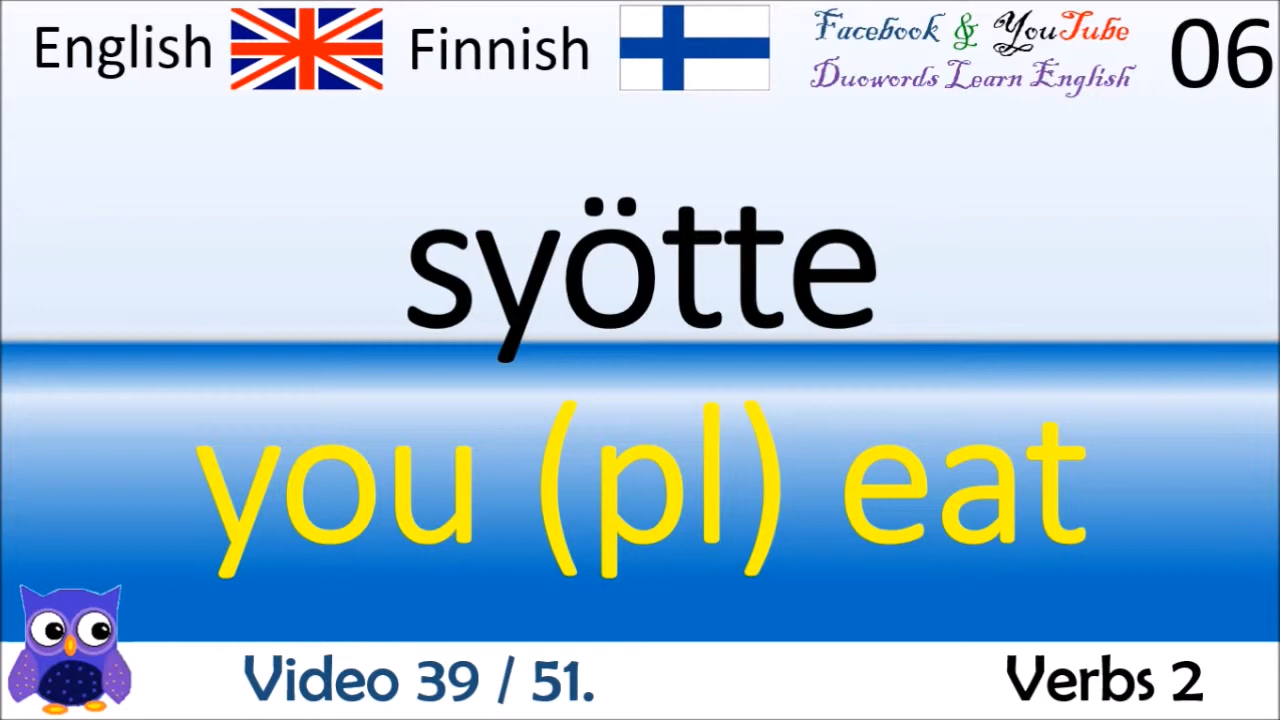 English Finnish Facebook & YouTube 06
Duowords Learn English
syötte
you (pl) eat
Video 39 / 51. Verbs 2